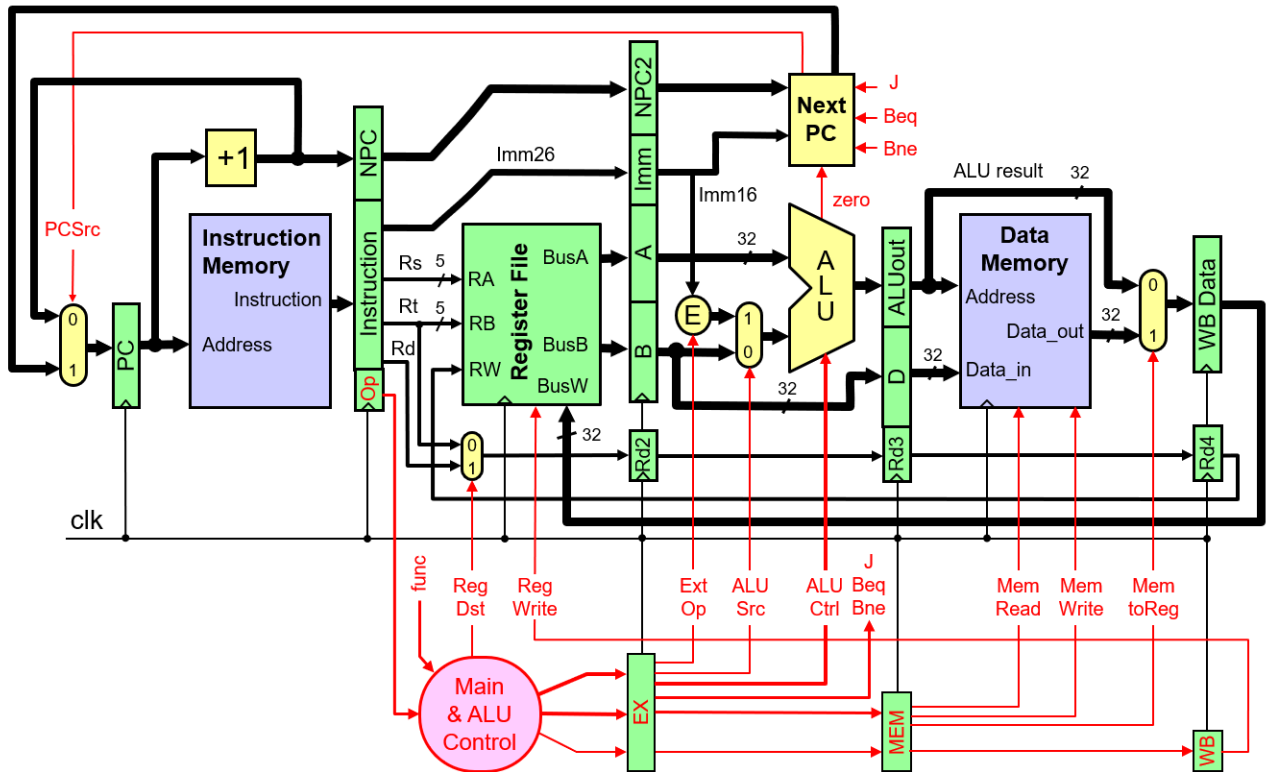 NPC2
Next
PC
J
Beq
Bne
+1
NPC
Imm26
Imm
Imm16
zero
ALU result
32
PCSrc
Instruction
Memory
Instruction
Address
Instruction
Rs
5
RA
Rt
5
RB
Rd
RW
Register File
BusA
BusB
BusW
A
B
32
E
1
0
A
L
U
ALUout
D
32
32
Data
Memory
Address
Data_out
Data_in
32
0
1
WB Data
0
1
PC
Op
0
1
32
Rd2
Rd3
Rd4
clk
func
Reg
Dst
Reg
Write
Ext
Op
ALU
Src
ALU
Ctrl
J
Beq
Bne
Mem
Read
Mem
Write
Mem
toReg
Main
& ALU
Control
EX
MEM
WB